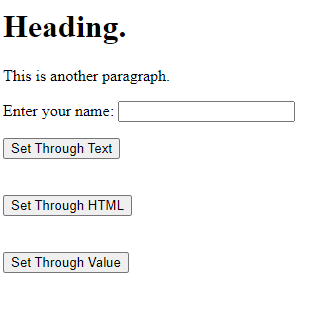 Heading.
This is another paragraph.
Enter your name:
Set Through Text
Set Through HTML
Set Through Value